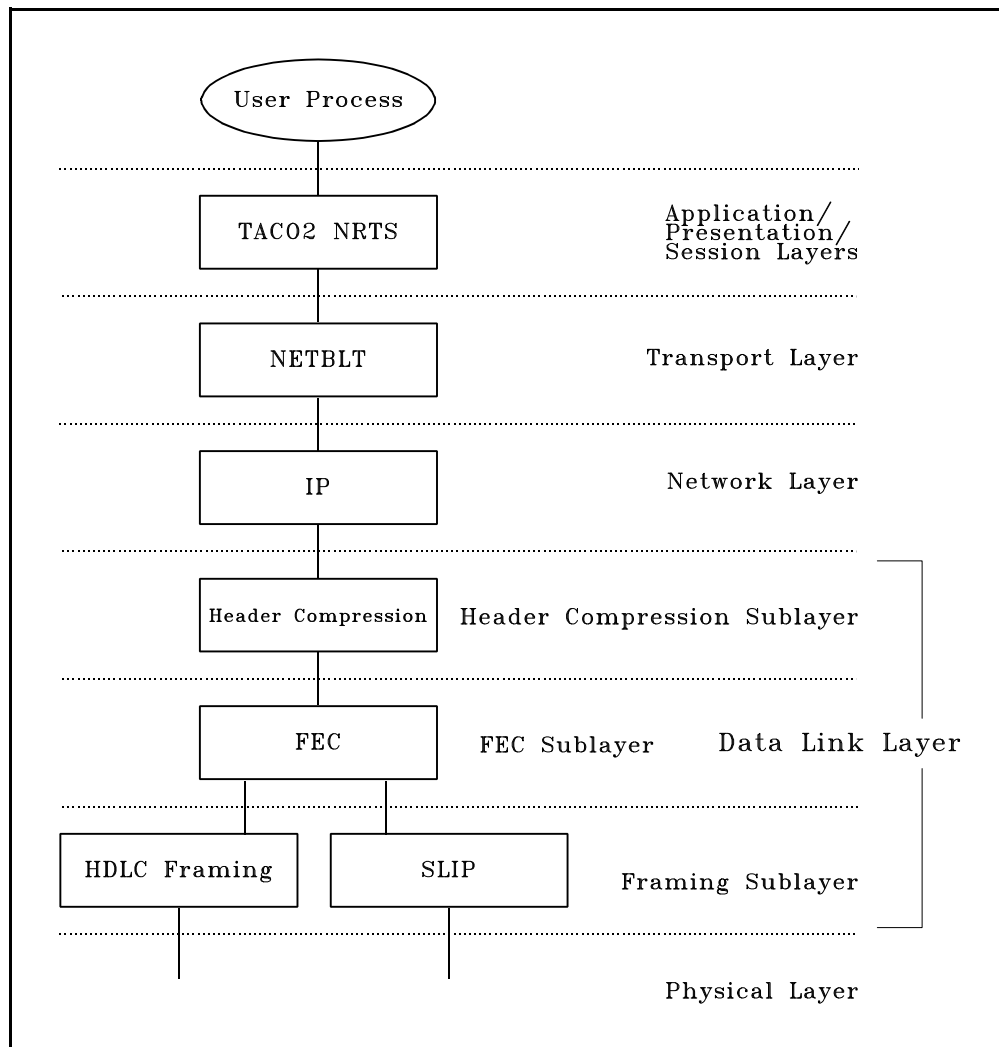 User Process
TACO2 NRTS
Application/
Presentation/
Session Layers
NETBLT
Transport Layer
IP
Network Layer
Header Compression
Header Compression Sublayer
FEC
FEC Sublayer
Data Link Layer
HDLC Framing
SLIP
Framing Sublayer
Physical Layer